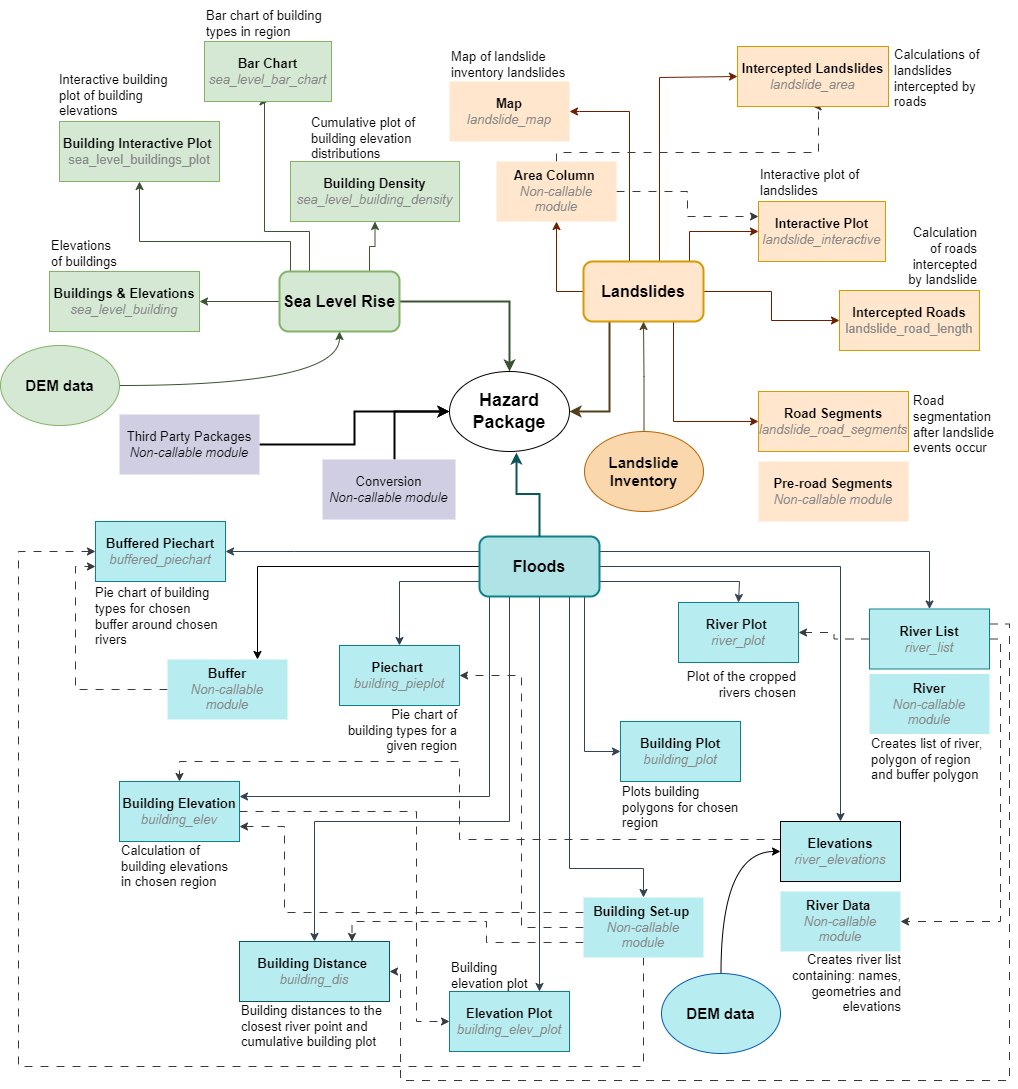 Bar chart of building
types in region
Bar Chart
sea_level_bar_chart
Interactive building
plot of building
elevations
Building Interactive Plot
sea_level_buildings_plot
Cumulative plot of
building elevation
distributions
Building Density
sea_level_building_density
Elevations
of buildings
Buildings & Elevations
sea_level_building
Sea Level Rise
DEM data
Map of landslide
inventory landslides
Map
landslide_map
Intercepted Landslides
landslide_area
Calculations of
landslides
intercepted by
roads
Area Column
Non-callable
module
Interactive plot of
landslides
Interactive Plot
landslide_interactive
Calculation
of roads
intercepted
by landslide
Landslides
Intercepted Roads
landslide_road_length
Hazard
Package
Road Segments
landslide_road_segments
Road
segmentation
after landslide
events occur
Third Party Packages
Non-callable module
Conversion
Non-callable module
Landslide
Inventory
Pre-road Segments
Non-callable module
Buffered Piechart
buffered_piechart
Pie chart of building
types for chosen
buffer around chosen
rivers
Floods
Buffer
Non-callable
module
Piechart
building_pieplot
Pie chart of
building types for a
given region
River Plot
river_plot
Plot of the cropped
rivers chosen
River List
river_list
River
Non-callable
module
Creates list of river,
polygon of region
and buffer polygon
Building Plot
building_plot
Plots building
polygons for chosen
region
Building Elevation
building_elev
Calculation of
building elevations
in chosen region
Elevations
river_elevations
River Data
Non-callable
module
Creates river list
containing: names,
geometries and
elevations
Building Set-up
Non-callable
module
Building Distance
building_dis
Building distances to the
closest river point and
cumulative building plot
Building
elevation plot
Elevation Plot
building_elev_plot
DEM data